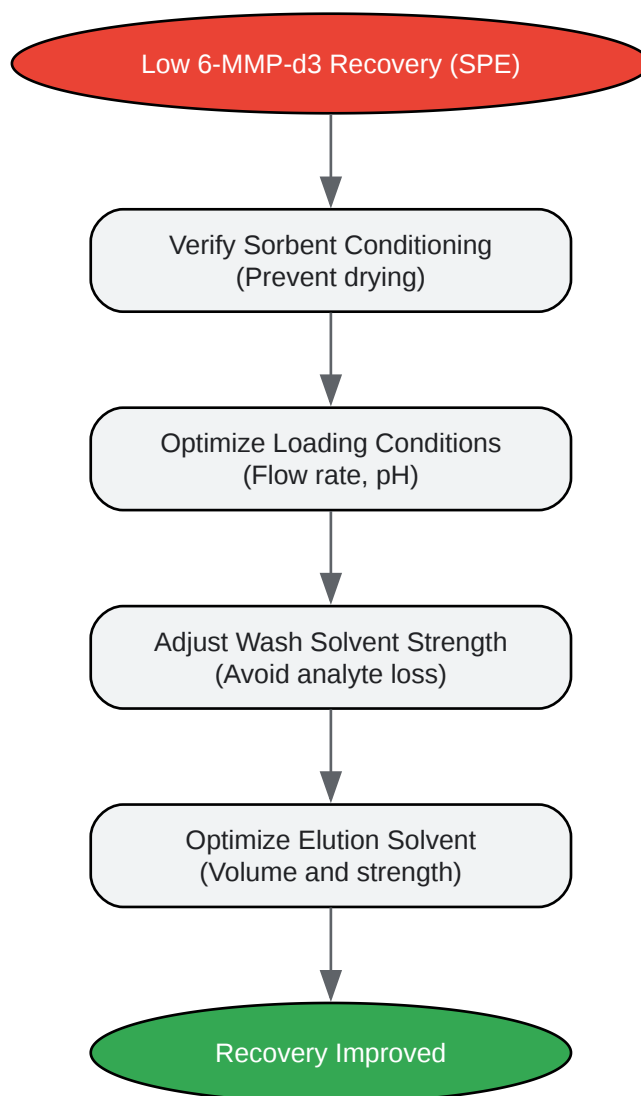 Low 6-MMP-d3 Recovery (SPE)
Verify Sorbent Conditioning
(Prevent drying)
Optimize Loading Conditions
(Flow rate, pH)
Adjust Wash Solvent Strength
(Avoid analyte loss)
Optimize Elution Solvent
(Volume and strength)
Recovery Improved